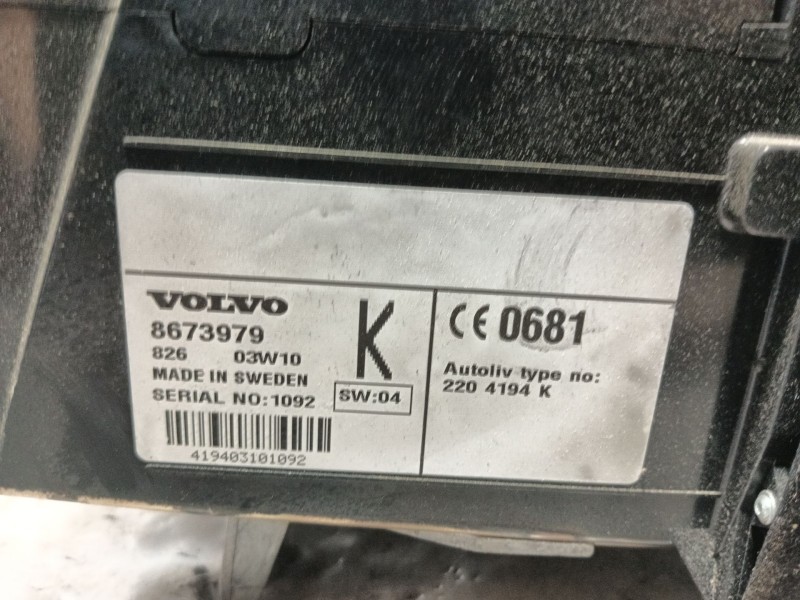 VOLVO
8673979
826 03W10
MADE IN SWEDEN
SERIAL NO:1092
K
SW:04
419403101092
CE 0681
Autoliv type no:
220 4194 K